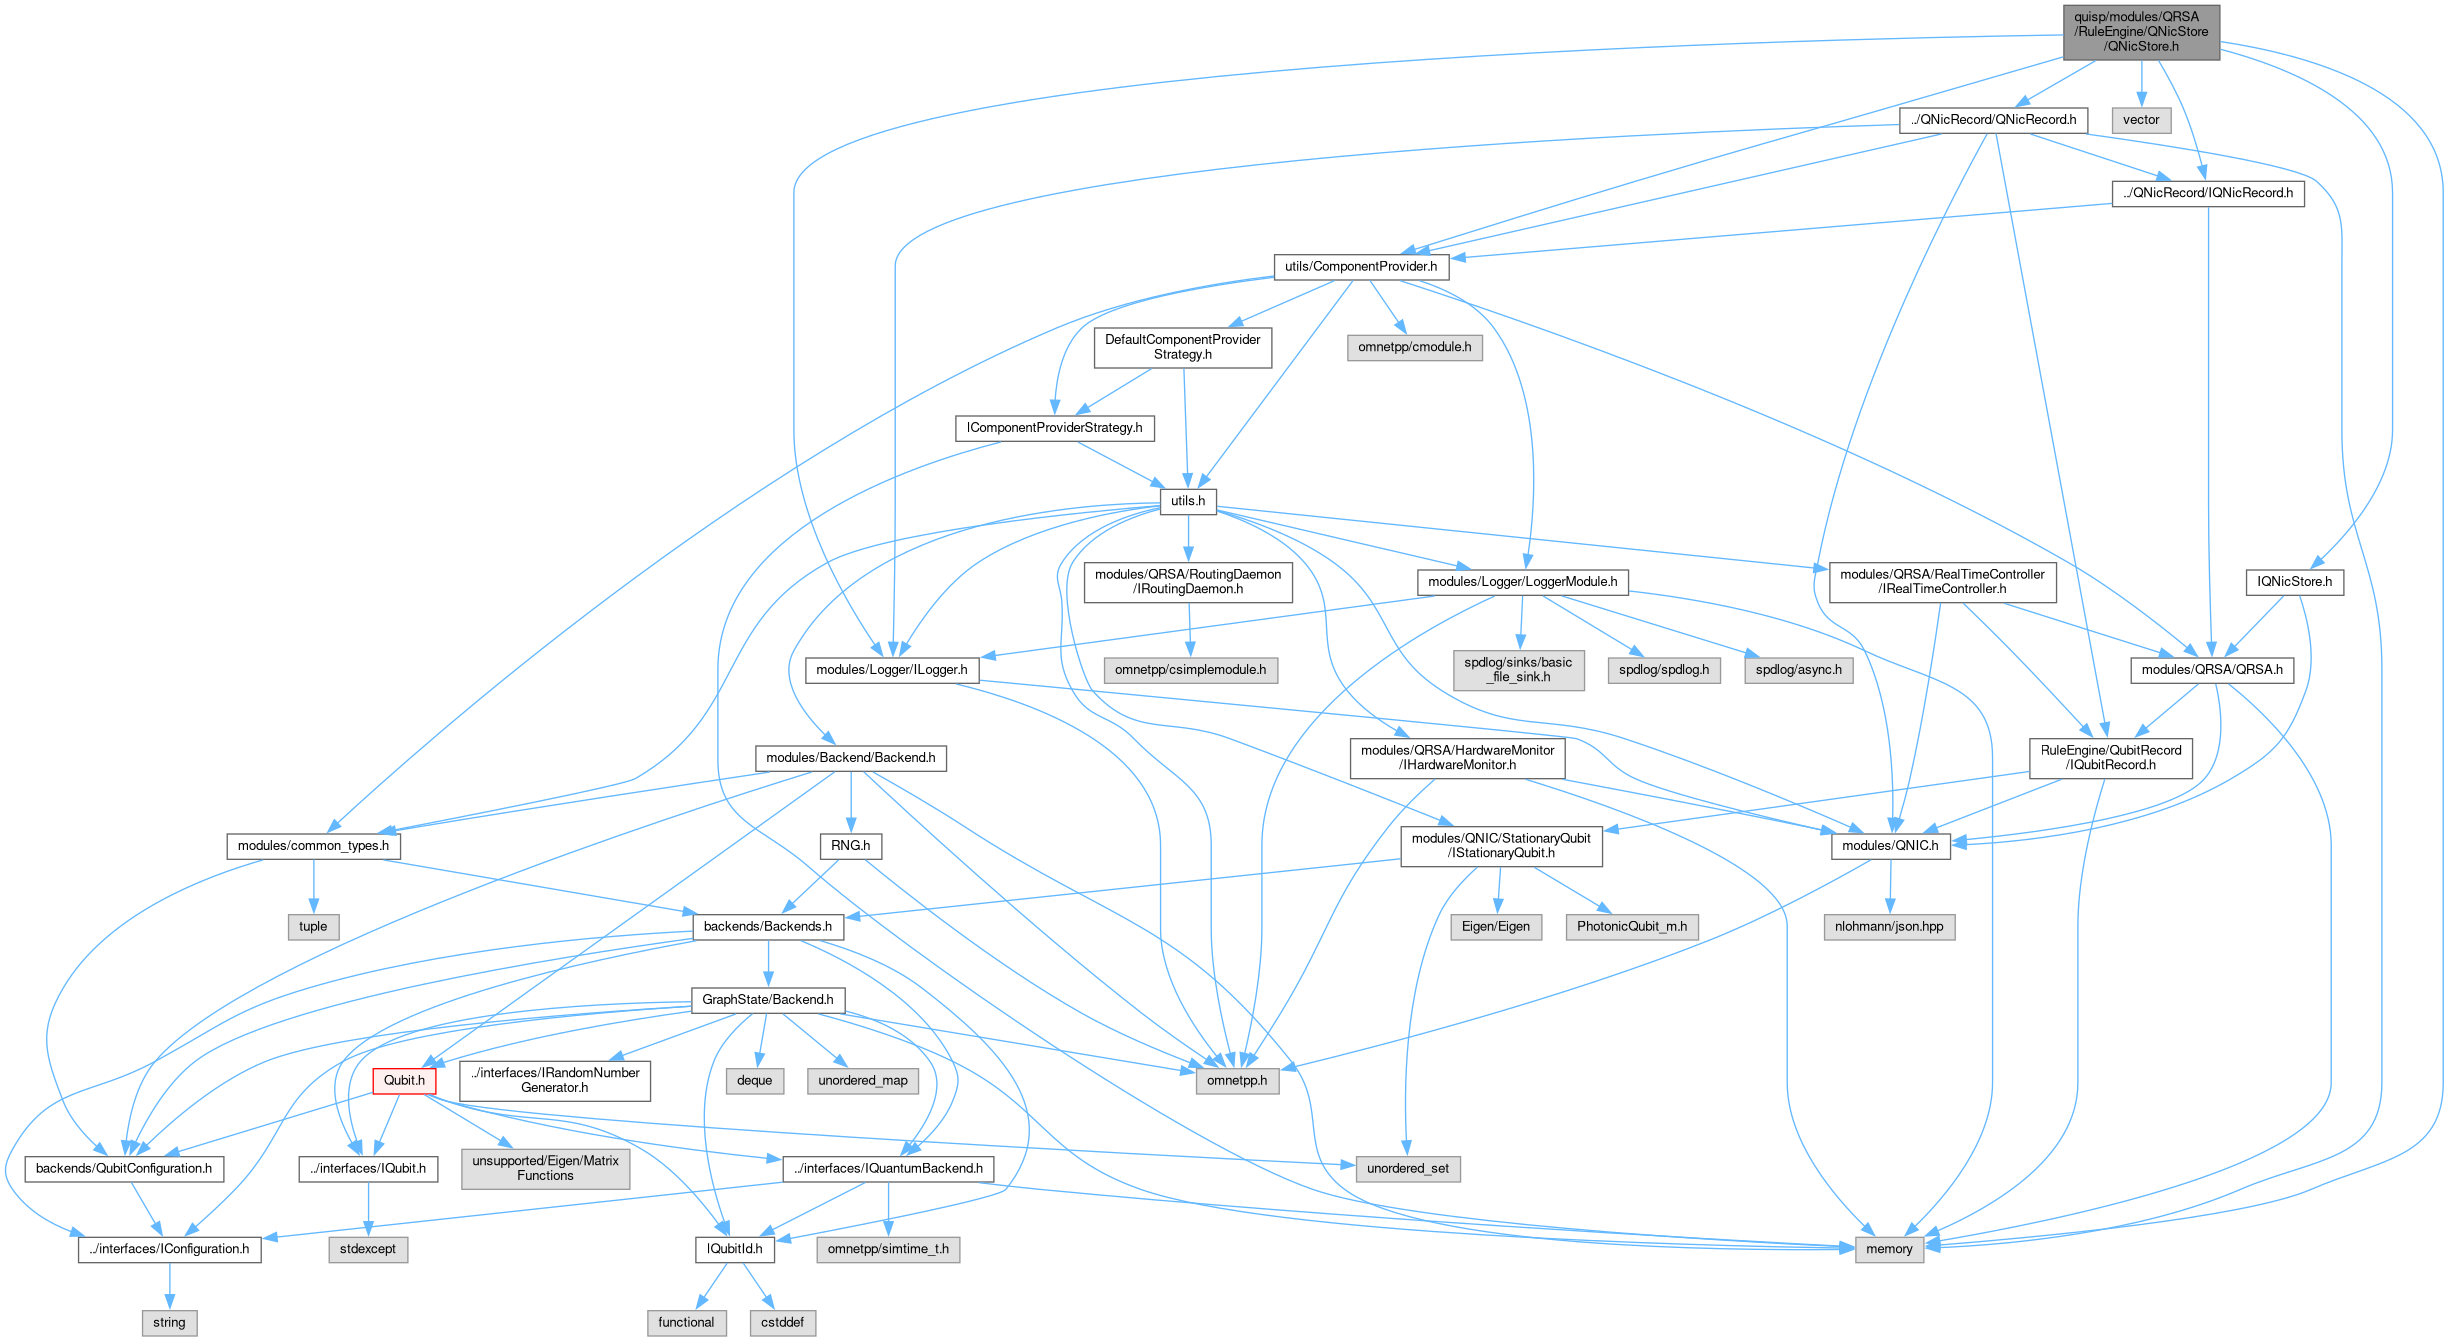 quisp/modules/QRSA
/RuleEngine/QNicStore
/QNicStore.h
../QNicRecord/QNicRecord.h
vector
../QNicRecord/IQNicRecord.h
utils/ComponentProvider.h
DefaultComponentProvider
Strategy.h
omnetpp/cmodule.h
IComponentProviderStrategy.h
utils.h
modules/QRSA/RoutingDaemon
/IRoutingDaemon.h
modules/Logger/LoggerModule.h
modules/QRSA/RealTimeController
/IRealTimeController.h
IQNicStore.h
modules/Logger/ILogger.h
omnetpp/csimplemodule.h
spdlog/sinks/basic
_file_sink.h
spdlog/spdlog.h
spdlog/async.h
modules/QRSA/QRSA.h
modules/Backend/Backend.h
modules/QRSA/HardwareMonitor
/IHardwareMonitor.h
RuleEngine/QubitRecord
/IQubitRecord.h
modules/common_types.h
RNG.h
modules/QNIC/StationaryQubit
/IStationaryQubit.h
modules/QNIC.h
tuple
backends/Backends.h
Eigen/Eigen
PhotonicQubit_m.h
nlohmann/json.hpp
GraphState/Backend.h
Qubit.h
../interfaces/IRandomNumber
Generator.h
deque
unordered_map
omnetpp.h
backends/QubitConfiguration.h
../interfaces/IQubit.h
unsupported/Eigen/Matrix
Functions
../interfaces/IQuantumBackend.h
unordered_set
../interfaces/IConfiguration.h
stdexcept
IQubitId.h
omnetpp/simtime_t.h
memory
string
functional
cstddef